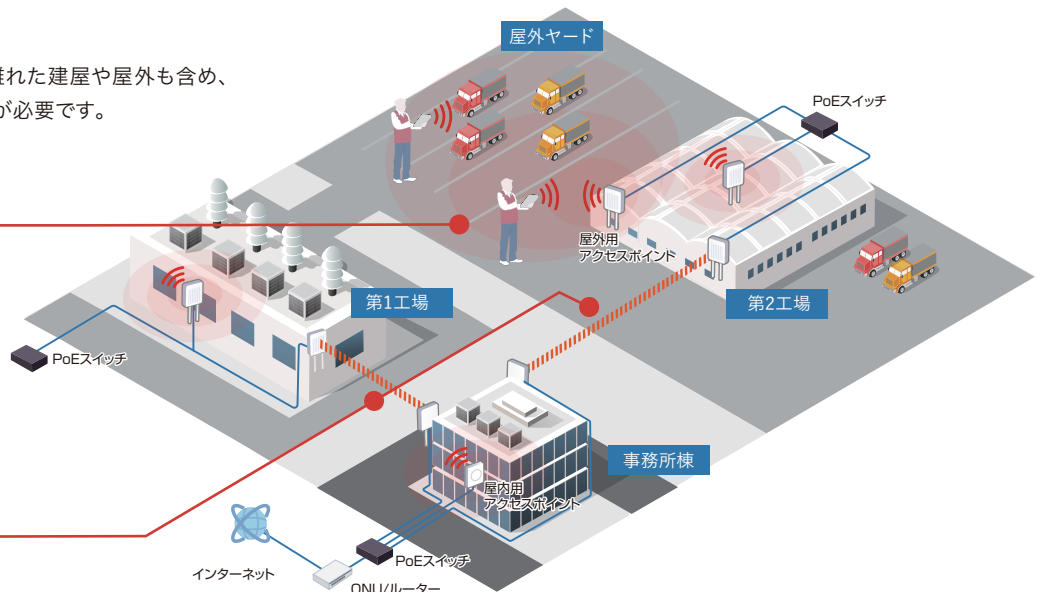 れた建屋や屋外も含め、
が必要です。
屋外ヤード
PoEスイッチ
屋外用
アクセスポイント
第1工場
第2工場
PoEスイッチ
事務所棟
屋内用
アクセスポイント
PoEスイッチ
インターネット
ONU/ルーター